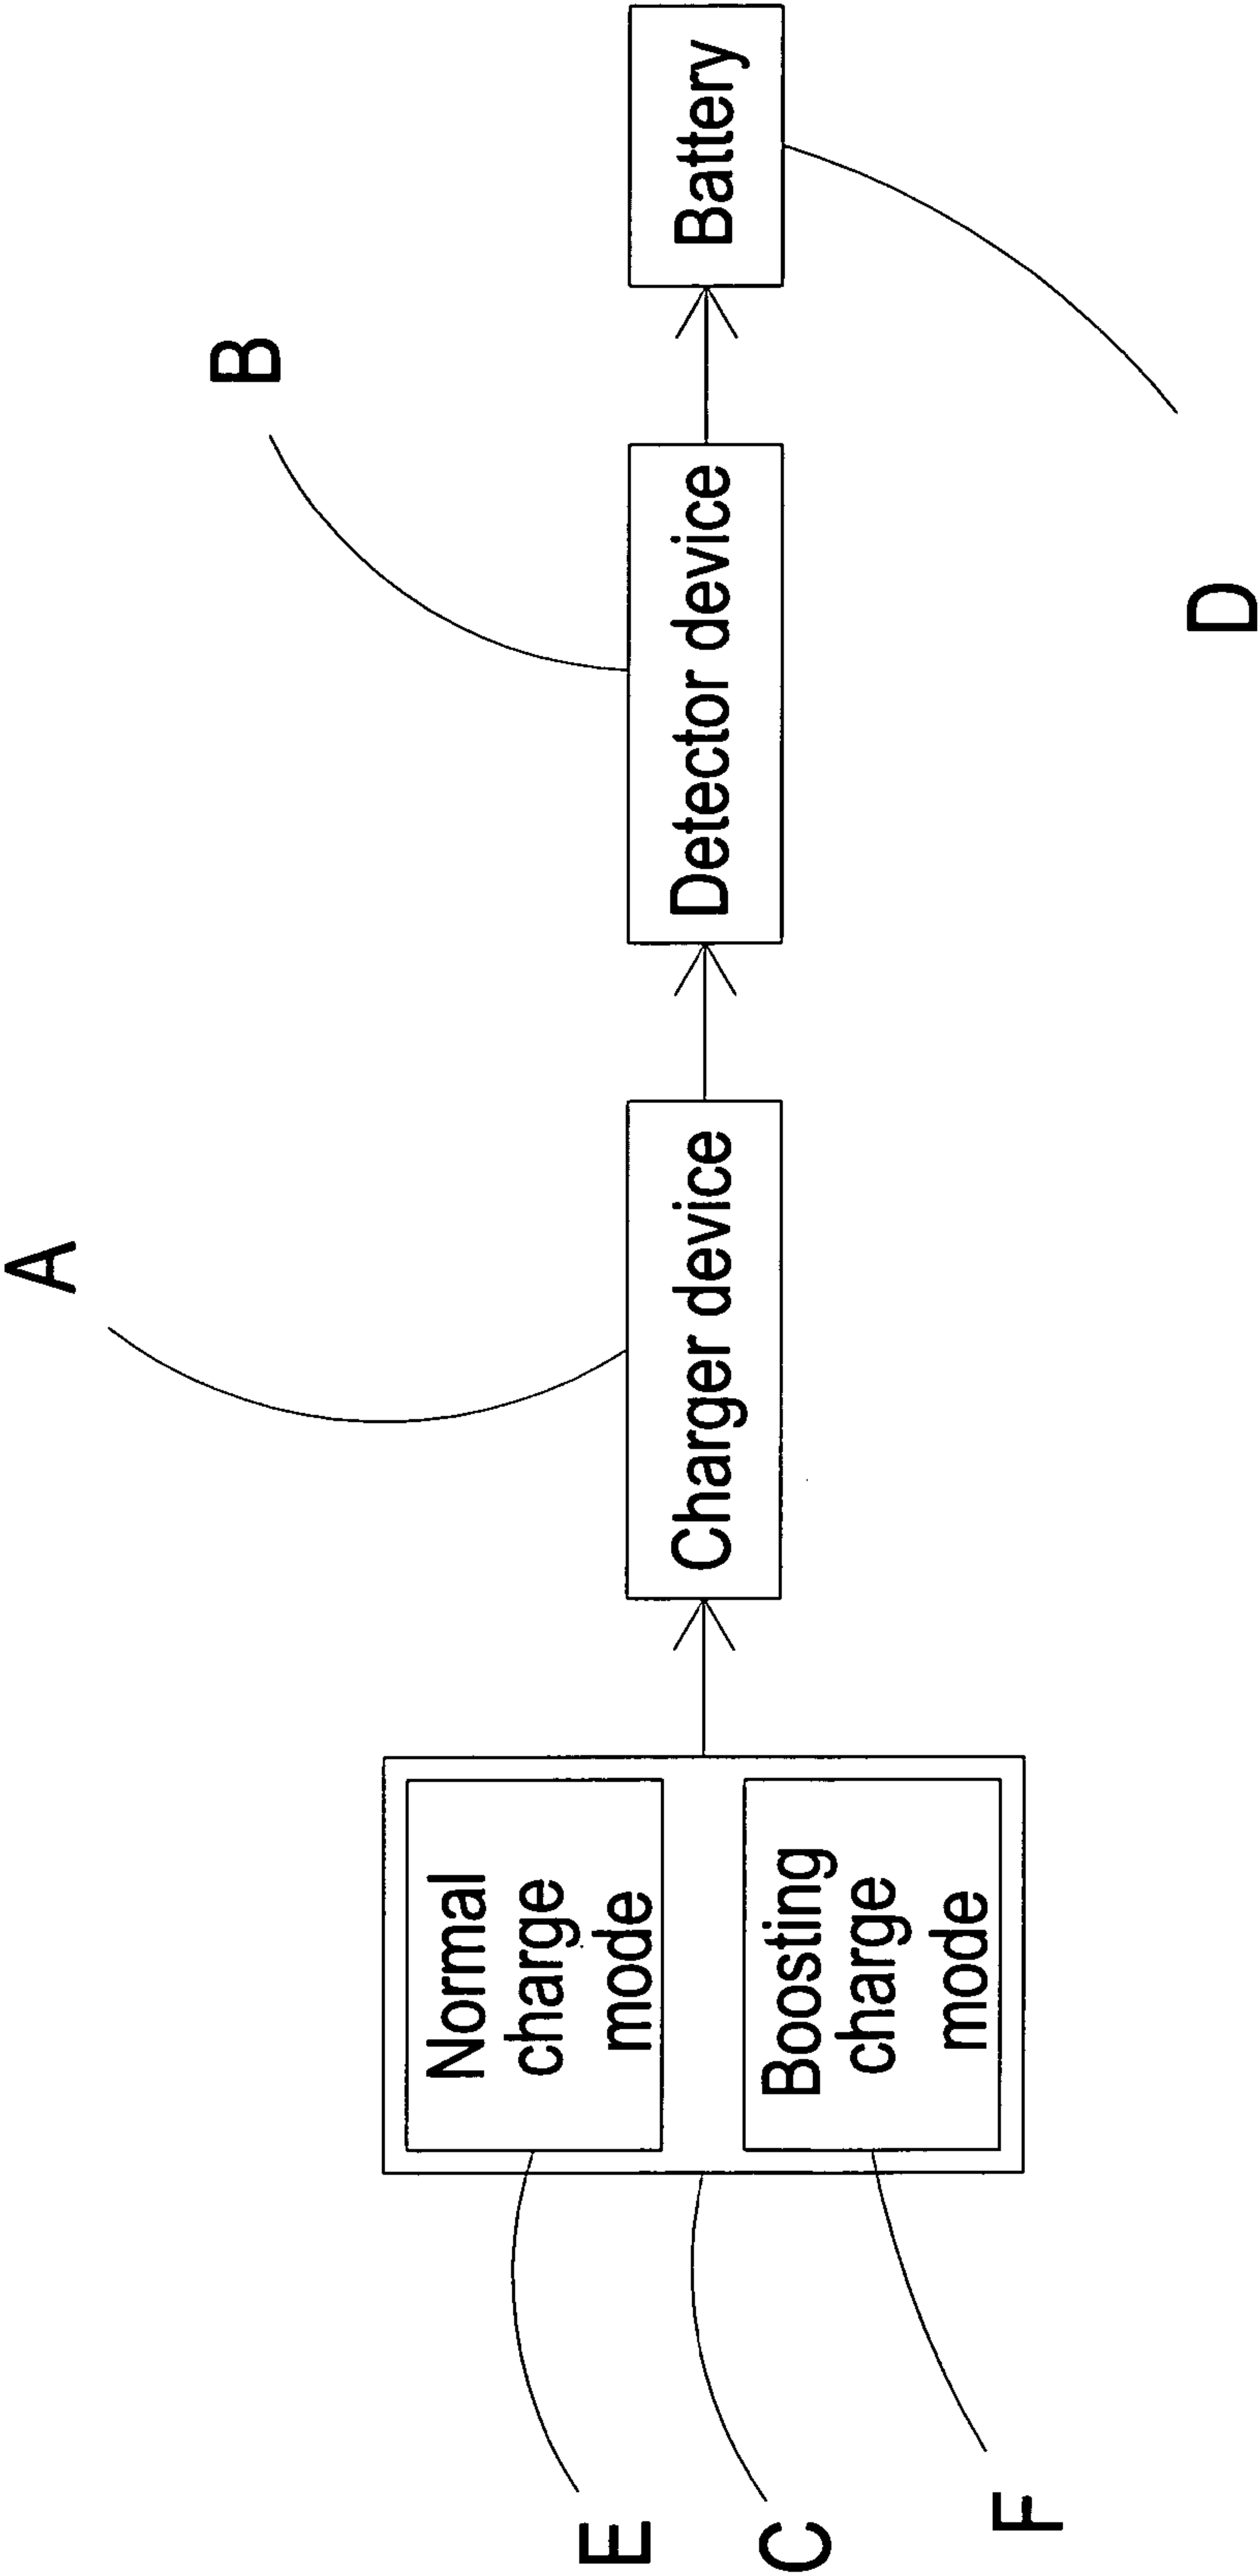 A
B
E
Normal
charge
mode
C
Charger device
Detector device
Battery
F
Boosting
charge
mode
D